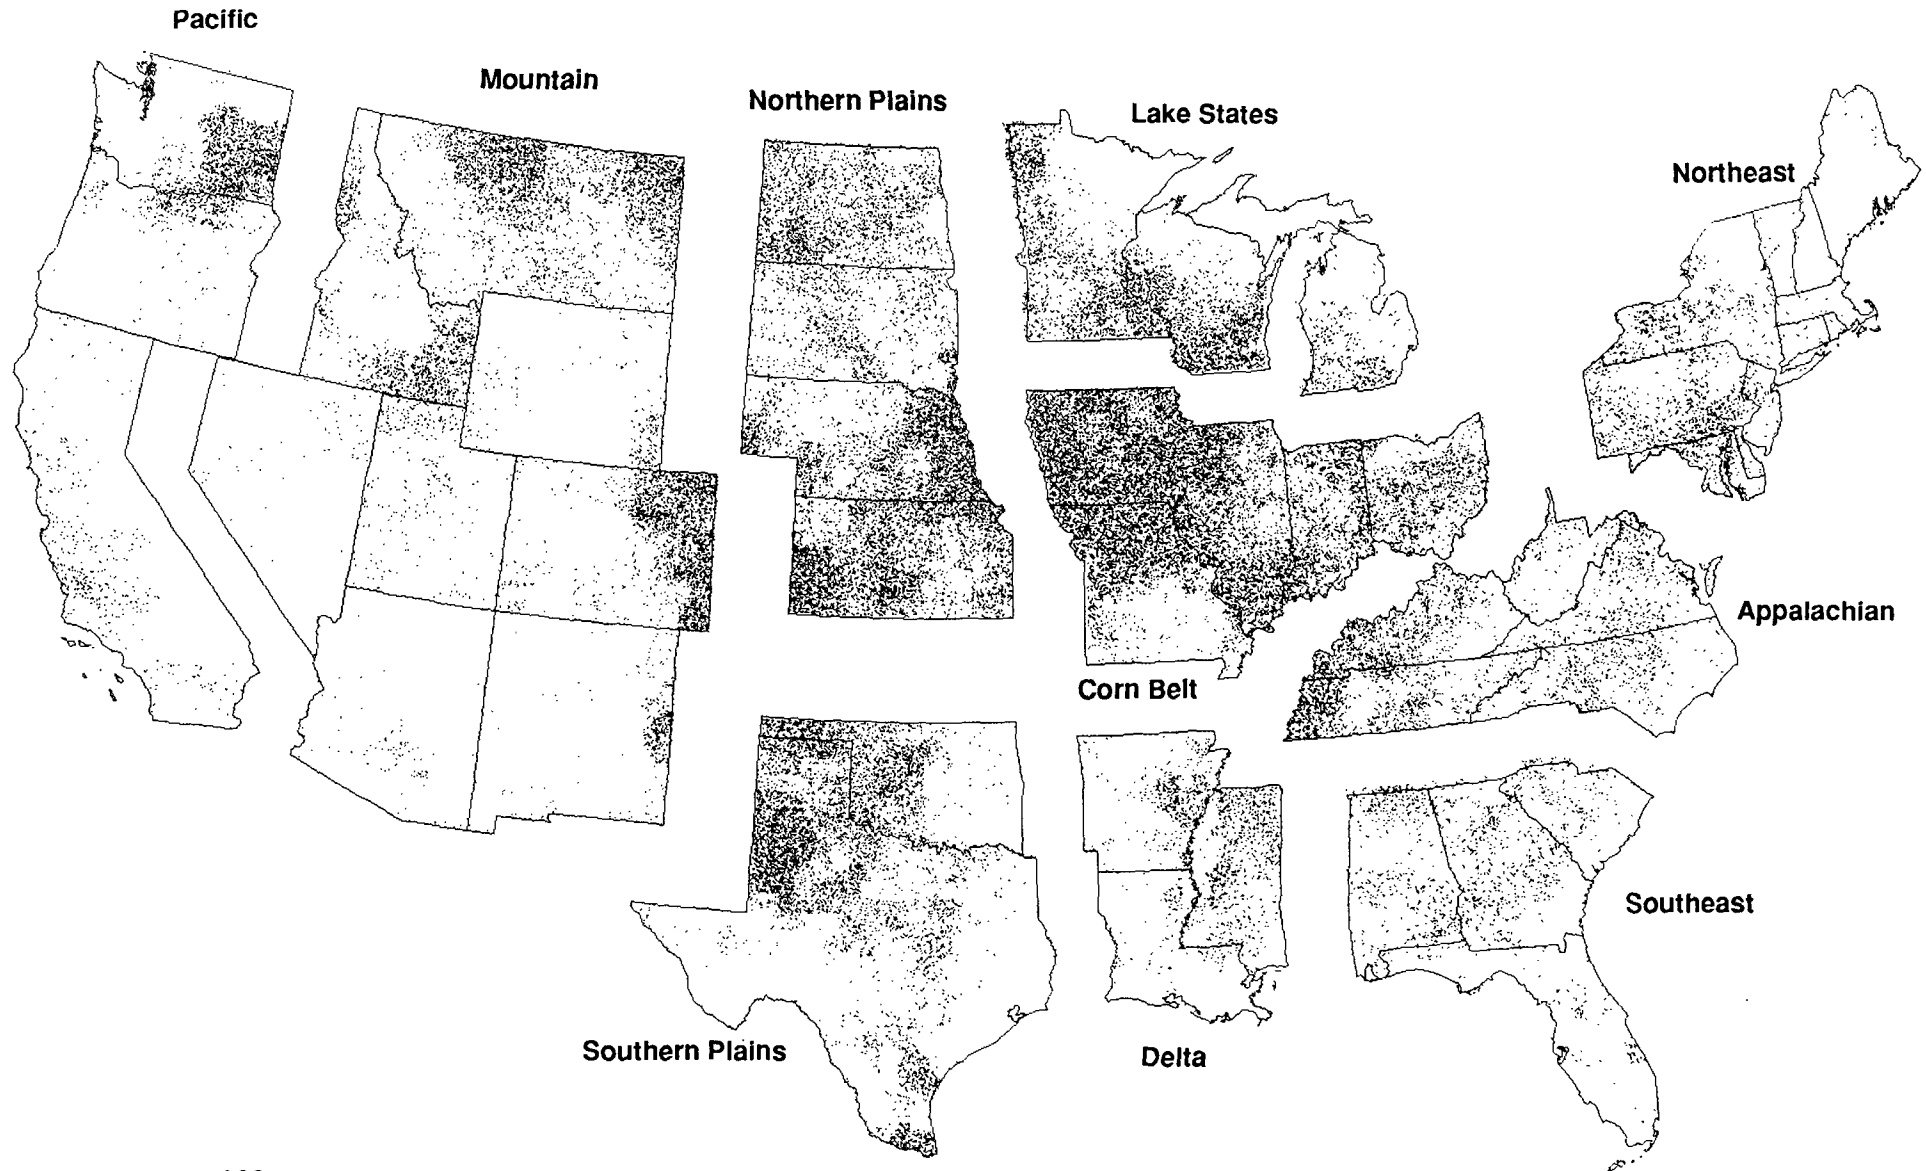 Pacific
Mountain
Northern Plains
Lake States
Northeast
Appalachian
Corn Belt
Southeast
Southern Plains
Delta